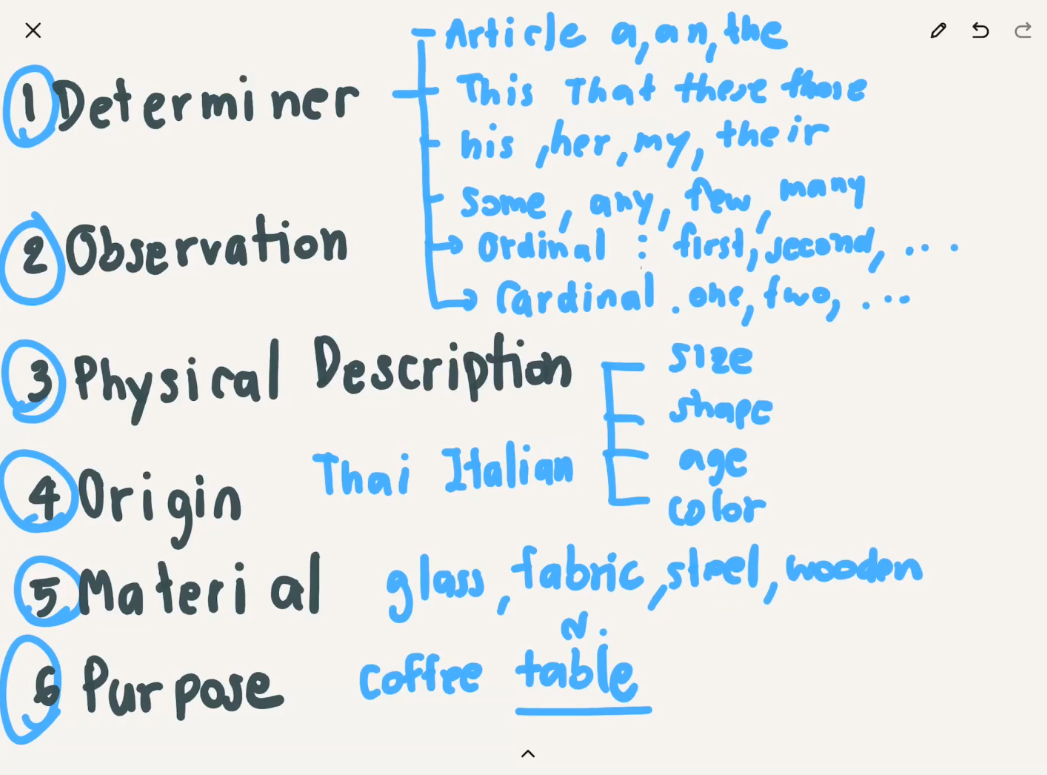 Article a, an, the
1 Determiner
This That these those
his, her, my, their
some, any, few, many
2 Observation
Ordinal : first, second, ...
Cardinal . one, two, ...
3 Physical Description
size
shape
age
color
4 Origin Thai Italian
5 Material glass, fabric, steel, wooden
N.
6 Purpose coffee table